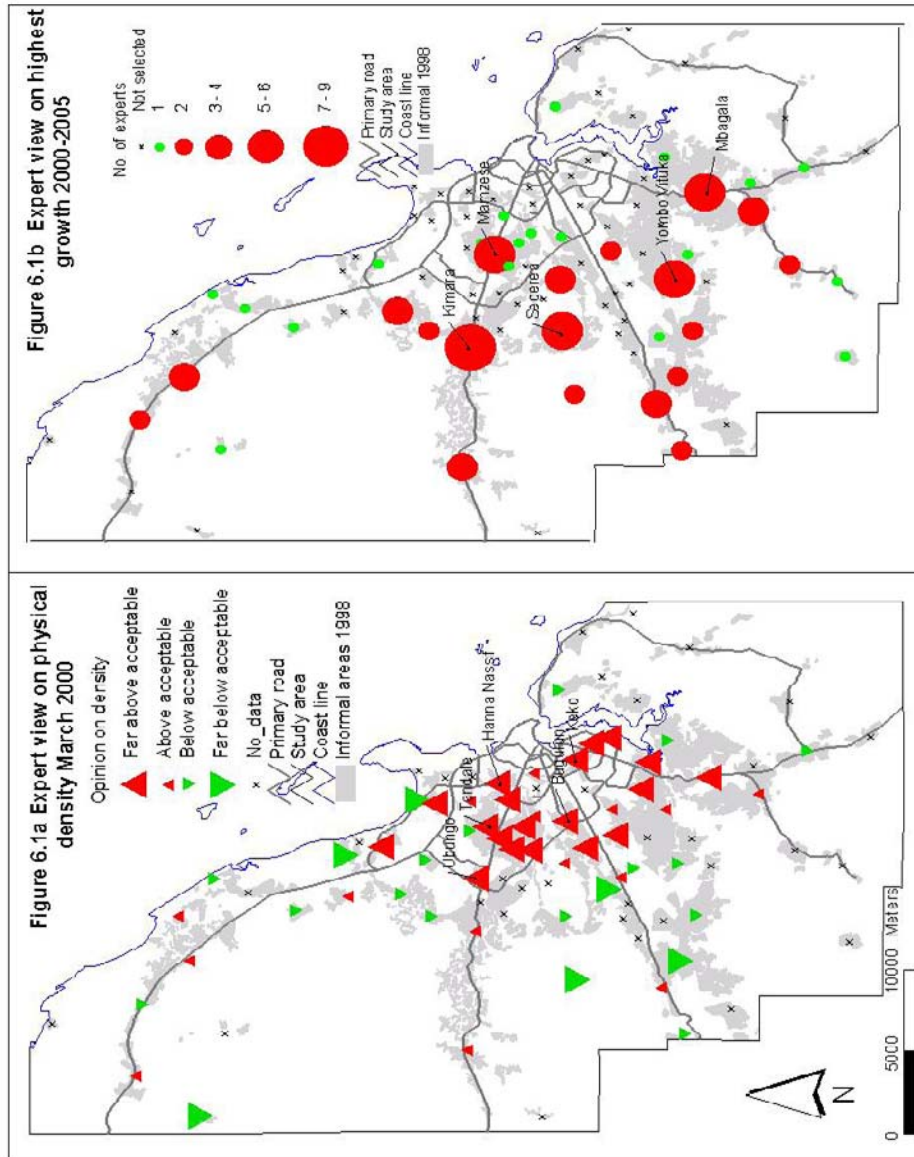 Figure 6.1a Expert view on physical
density March 2000
Opinion on density
Far above acceptable
Above acceptable
Below acceptable
Far below acceptable
No_data
Primary road
Study area
Coast line
Informal areas 1998
Ubungo
Tandale
Hanna Nassif
Buguruni
Keko
N
0
5000
10000 Meters
Figure 6.1b Expert view on highest
growth 2000-2005
No of experts
Not selected
1
2
3 - 4
5 - 6
7 - 9
Primary road
Study area
Coast line
Informal 1998
Kimara
Manzese
Segerea
Yombo Vituka
Mbagala